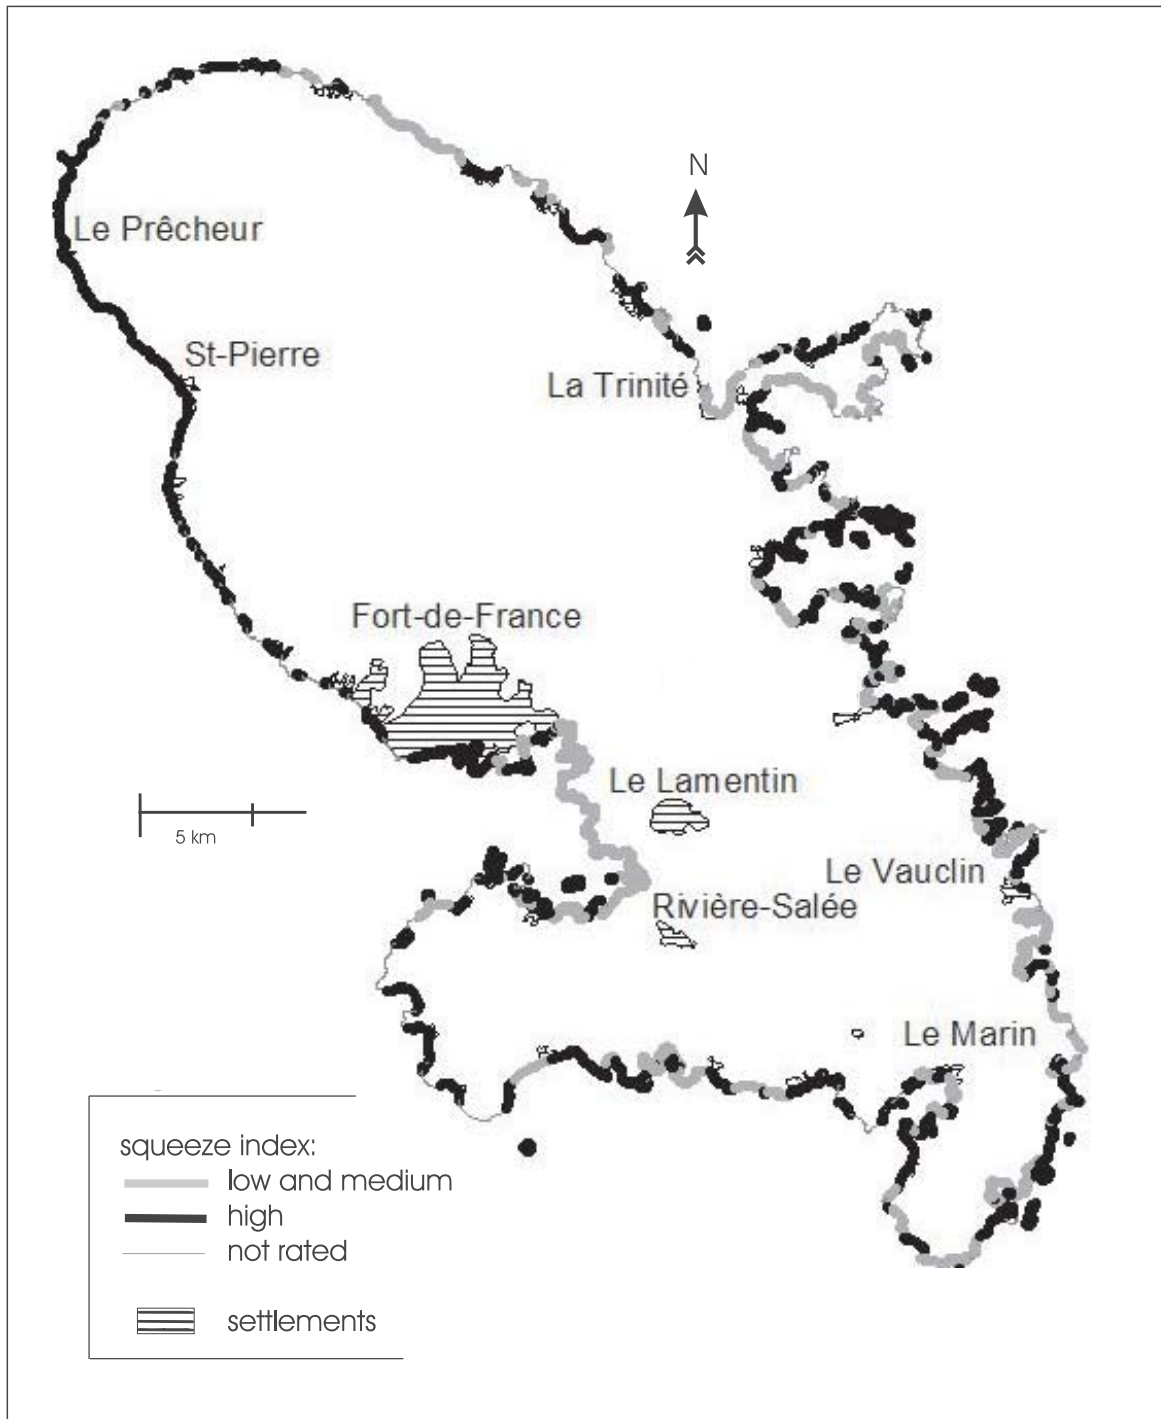 N
Le Prêcheur
St-Pierre
La Trinité
Fort-de-France
Le Lamentin
5 km
Le Vauclin
Rivière-Salée
Le Marin
squeeze index:
low and medium
high
not rated
settlements